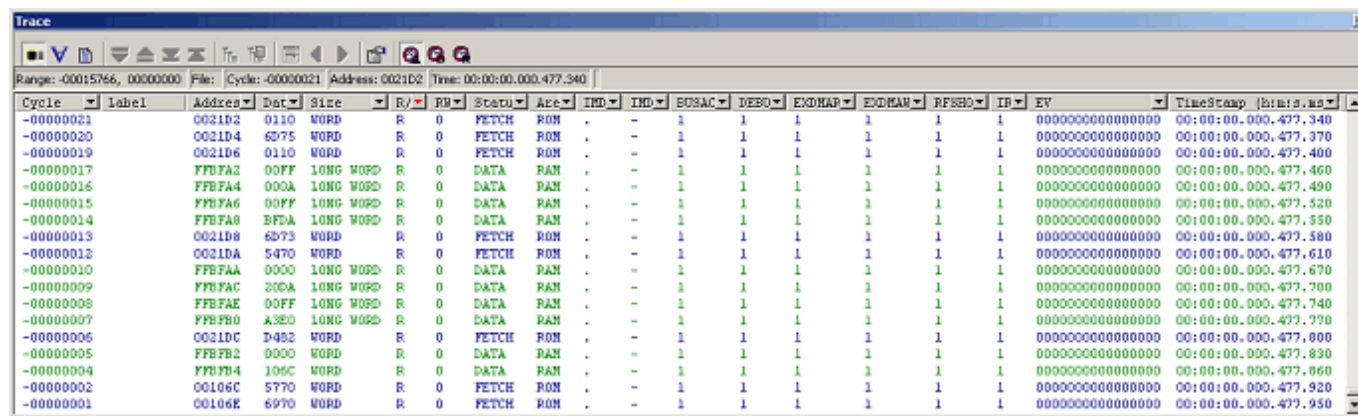 Trace
Range: -00015766, 00000000 File: Cycle: -00000021 Address: 0021D2 Time: 00:00:00.000.477.340
Cycle Label Addres Dat Size R/ RW Statu Are IMD IMD BUSAC DEBU EXDMAR EXDMAW RFSHO IR EV TimeStamp (h:m:s.ms
-00000021 0021D2 0110 WORD R 0 FETCH ROM . - 1 1 1 1 1 1 0000000000000000 00:00:00.000.477.340
-00000020 0021D4 6D75 WORD R 0 FETCH ROM . - 1 1 1 1 1 1 0000000000000000 00:00:00.000.477.370
-00000019 0021D6 0110 WORD R 0 FETCH ROM . - 1 1 1 1 1 1 0000000000000000 00:00:00.000.477.400
-00000017 FFBFA2 00FF LONG WORD R 0 DATA RAM . - 1 1 1 1 1 1 0000000000000000 00:00:00.000.477.460
-00000016 FFBFA4 000A LONG WORD R 0 DATA RAM . - 1 1 1 1 1 1 0000000000000000 00:00:00.000.477.490
-00000015 FFBFA6 00FF LONG WORD R 0 DATA RAM . - 1 1 1 1 1 1 0000000000000000 00:00:00.000.477.520
-00000014 FFBFA8 BFDA LONG WORD R 0 DATA RAM . - 1 1 1 1 1 1 0000000000000000 00:00:00.000.477.550
-00000013 0021D8 6D73 WORD R 0 FETCH ROM . - 1 1 1 1 1 1 0000000000000000 00:00:00.000.477.580
-00000012 0021DA 5470 WORD R 0 FETCH ROM . - 1 1 1 1 1 1 0000000000000000 00:00:00.000.477.610
-00000010 FFBFAA 0000 LONG WORD R 0 DATA RAM . - 1 1 1 1 1 1 0000000000000000 00:00:00.000.477.670
-00000009 FFBFAC 20DA LONG WORD R 0 DATA RAM . - 1 1 1 1 1 1 0000000000000000 00:00:00.000.477.700
-00000008 FFBFAE 00FF LONG WORD R 0 DATA RAM . - 1 1 1 1 1 1 0000000000000000 00:00:00.000.477.740
-00000007 FFBFB0 A3E0 LONG WORD R 0 DATA RAM . - 1 1 1 1 1 1 0000000000000000 00:00:00.000.477.770
-00000006 0021DC D482 WORD R 0 FETCH ROM . - 1 1 1 1 1 1 0000000000000000 00:00:00.000.477.800
-00000005 FFBFB2 0000 WORD R 0 DATA RAM . - 1 1 1 1 1 1 0000000000000000 00:00:00.000.477.830
-00000004 FFBFB4 106C WORD R 0 DATA RAM . - 1 1 1 1 1 1 0000000000000000 00:00:00.000.477.860
-00000002 00106C 5770 WORD R 0 FETCH ROM . - 1 1 1 1 1 1 0000000000000000 00:00:00.000.477.920
-00000001 00106E 6970 WORD R 0 FETCH ROM . - 1 1 1 1 1 1 0000000000000000 00:00:00.000.477.950